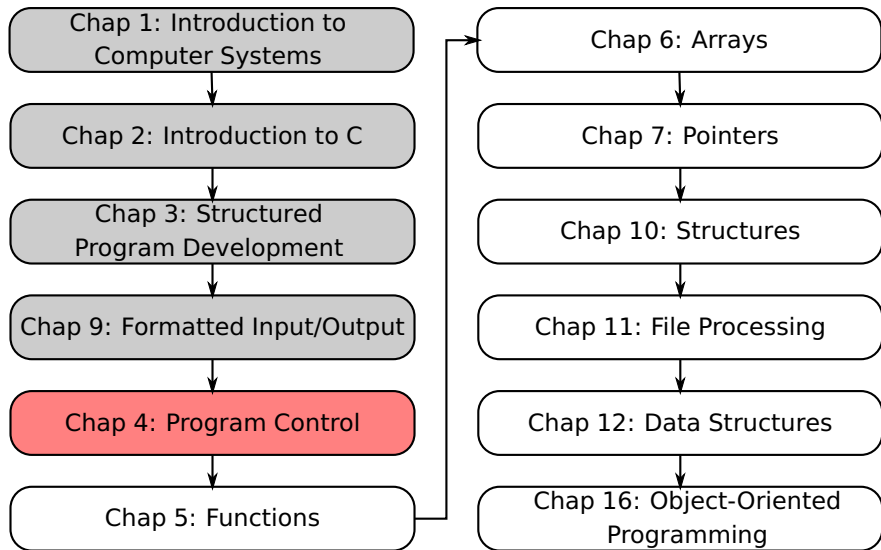 Chap 1: Introduction to
Computer Systems
Chap 2: Introduction to C
Chap 3: Structured
Program Development
Chap 9: Formatted Input/Output
Chap 4: Program Control
Chap 5: Functions
Chap 6: Arrays
Chap 7: Pointers
Chap 10: Structures
Chap 11: File Processing
Chap 12: Data Structures
Chap 16: Object-Oriented
Programming